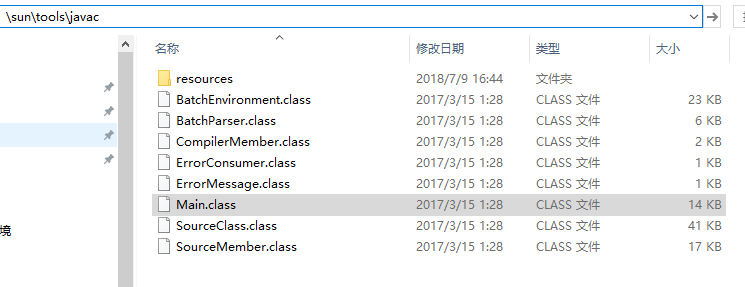 \sun\tools\javac
名称 修改日期 类型 大小
resources 2018/7/9 16:44 文件夹
BatchEnvironment.class 2017/3/15 1:28 CLASS 文件 23 KB
BatchParser.class 2017/3/15 1:28 CLASS 文件 6 KB
CompilerMember.class 2017/3/15 1:28 CLASS 文件 2 KB
ErrorConsumer.class 2017/3/15 1:28 CLASS 文件 1 KB
ErrorMessage.class 2017/3/15 1:28 CLASS 文件 1 KB
Main.class 2017/3/15 1:28 CLASS 文件 14 KB
SourceClass.class 2017/3/15 1:28 CLASS 文件 41 KB
境
SourceMember.class 2017/3/15 1:28 CLASS 文件 17 KB